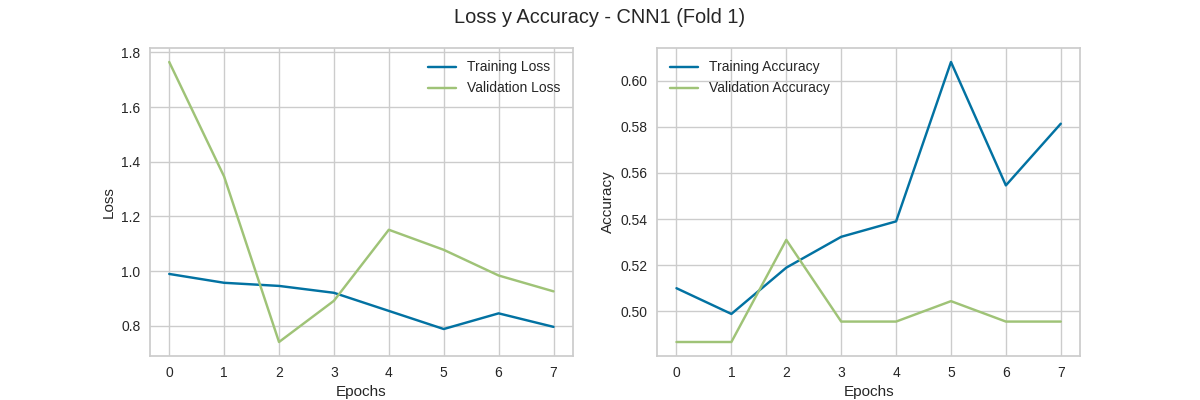 Loss y Accuracy - CNN1 (Fold 1)
1.8
1.6
1.4
1.2
1.0
0.8
Loss
0 1 2 3 4 5 6 7
Epochs
Training Loss
Validation Loss
0.60
0.58
0.56
0.54
0.52
0.50
Accuracy
0 1 2 3 4 5 6 7
Epochs
Training Accuracy
Validation Accuracy